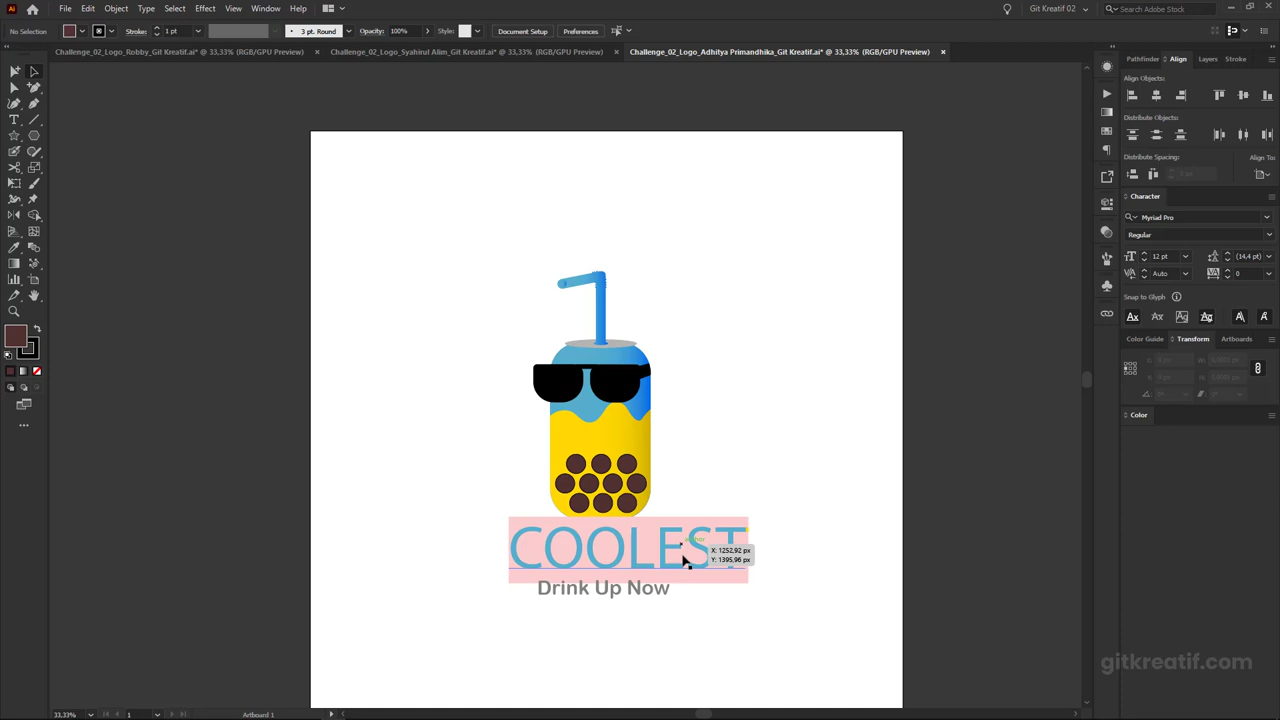 Ai File Edit Object Type Select Effect View Window Help Git Kreatif 02 Search Adobe Stock
No Selection Stroke: 1 pt 3 pt. Round Opacity: 100% Style: Document Setup Preferences
Challenge_02_Logo_Robby_Git Kreatif.ai* @ 33,33% (RGB/GPU Preview) × Challenge_02_Logo_Syahirul Alim_Git Kreatif.ai* @ 33,33% (RGB/GPU Preview) × Challenge_02_Logo_Adhitya Primandhika_Git Kreatif.ai* @ 33,33% (RGB/GPU Preview) ×
Pathfinder Align Layers Stroke
Align Objects:
Distribute Objects:
Distribute Spacing: Align To:
0 px
Character
Myriad Pro
Regular
12 pt (14,4 pt)
Auto 0
Snap to Glyph
Color Guide Transform Artboards
Color
COOLEST
anchor
X: 1252,92 px
Y: 1395,96 px
Drink Up Now
gitkreatif.com
33,33% 1 Artboard 1